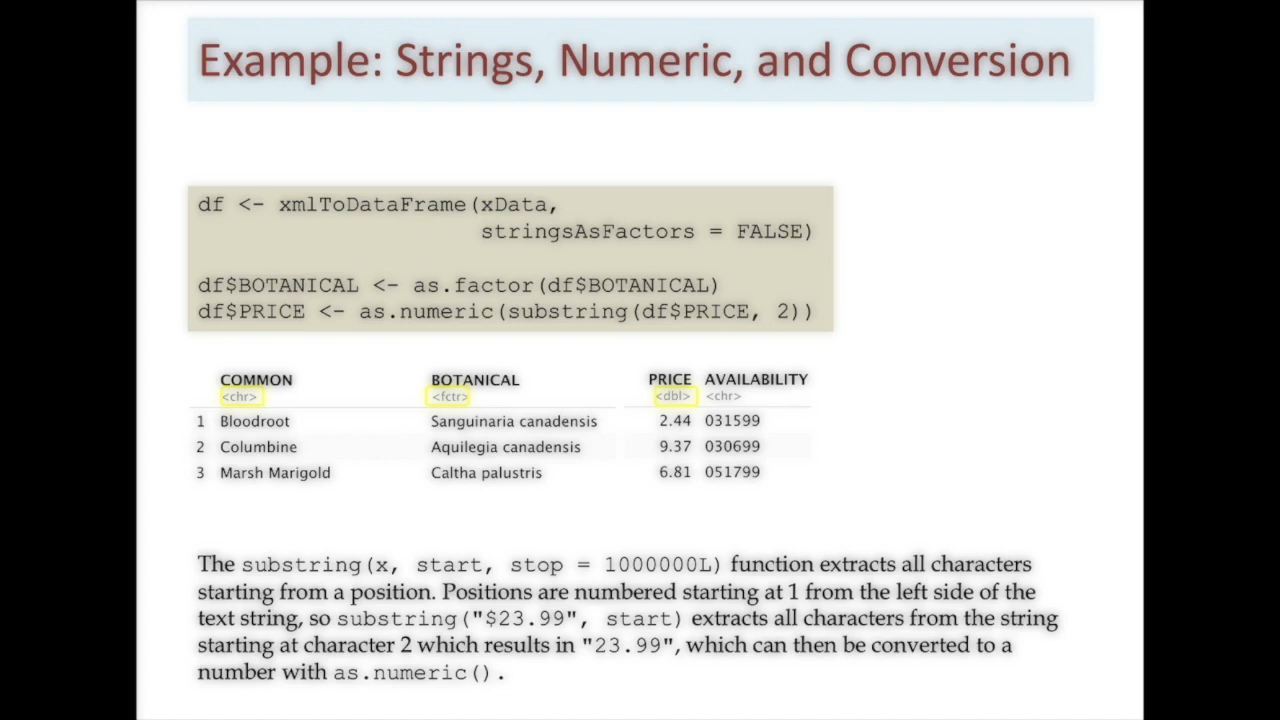 Example: Strings, Numeric, and Conversion
df <- xmlToDataFrame(xData,
stringsAsFactors = FALSE)
df$BOTANICAL <- as.factor(df$BOTANICAL)
df$PRICE <- as.numeric(substring(df$PRICE, 2))
COMMON BOTANICAL PRICE AVAILABILITY
<chr> <fctr> <dbl> <chr>
1 Bloodroot Sanguinaria canadensis 2.44 031599
2 Columbine Aquilegia canadensis 9.37 030699
3 Marsh Marigold Caltha palustris 6.81 051799
The substring(x, start, stop = 1000000L) function extracts all characters
starting from a position. Positions are numbered starting at 1 from the left side of the
text string, so substring("$23.99", start) extracts all characters from the string
starting at character 2 which results in "23.99", which can then be converted to a
number with as.numeric().